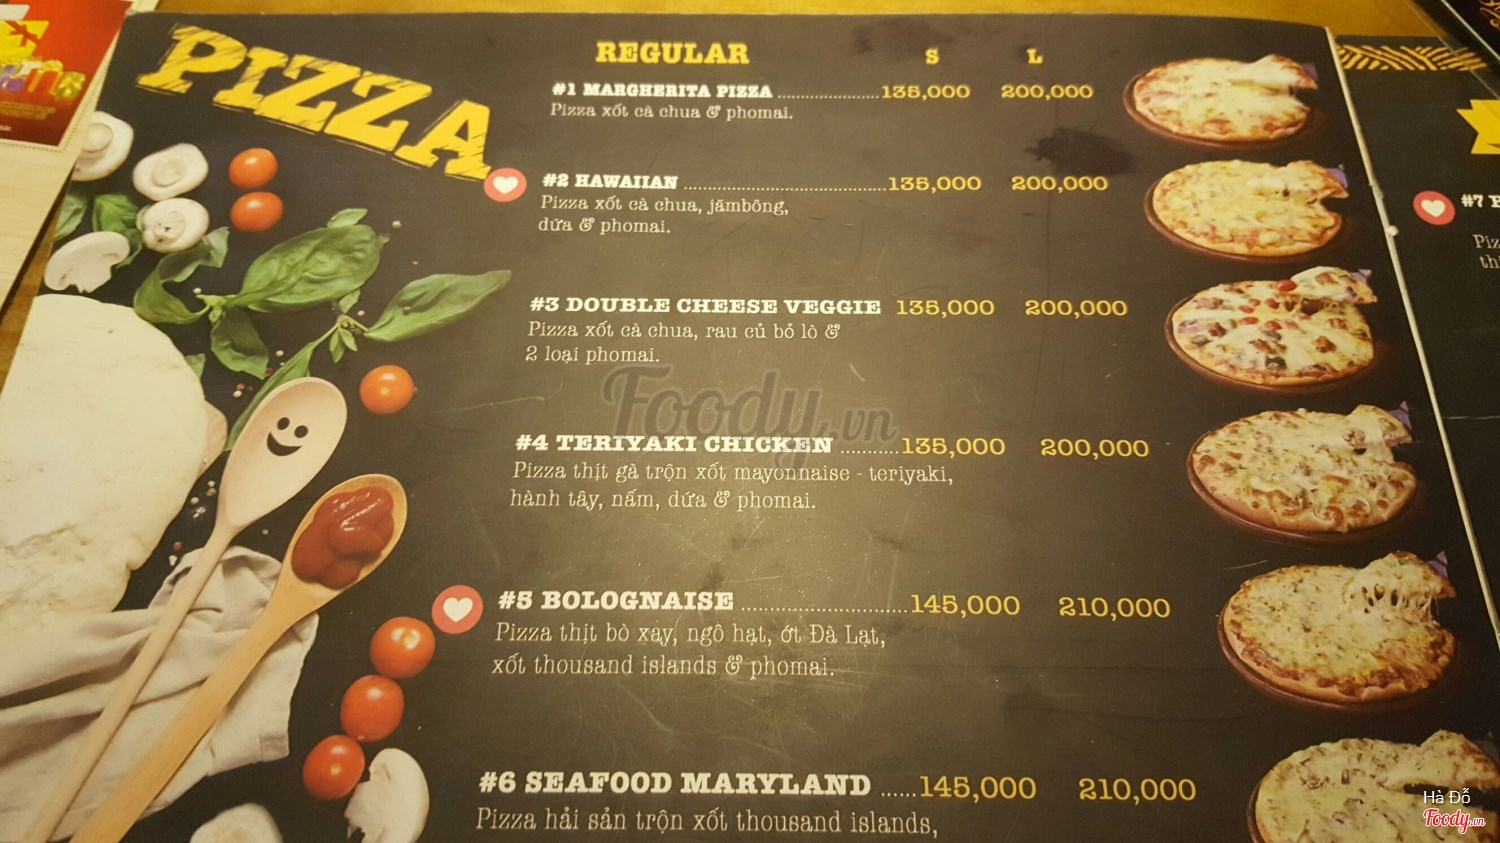 PIZZA
REGULAR S L
#1 MARGHERITA PIZZA ........................ 135,000 200,000
Pizza xốt cà chua & phomai.
#2 HAWAIIAN ........................................ 135,000 200,000
Pizza xốt cà chua, jămbông,
dứa & phomai.
#3 DOUBLE CHEESE VEGGIE 135,000 200,000
Pizza xốt cà chua, rau củ bỏ lò &
2 loại phomai.
Foody.vn
#4 TERIYAKI CHICKEN ........... 135,000 200,000
Pizza thịt gà trộn xốt mayonnaise - teriyaki,
hành tây, nấm, dứa & phomai.
#5 BOLOGNAISE ................................ 145,000 210,000
Pizza thịt bò xay, ngô hạt, ớt Đà Lạt,
xốt thousand islands & phomai.
#6 SEAFOOD MARYLAND ...... 145,000 210,000
Pizza hải sản trộn xốt thousand islands,
#7
Hà Đỗ
Foody.vn